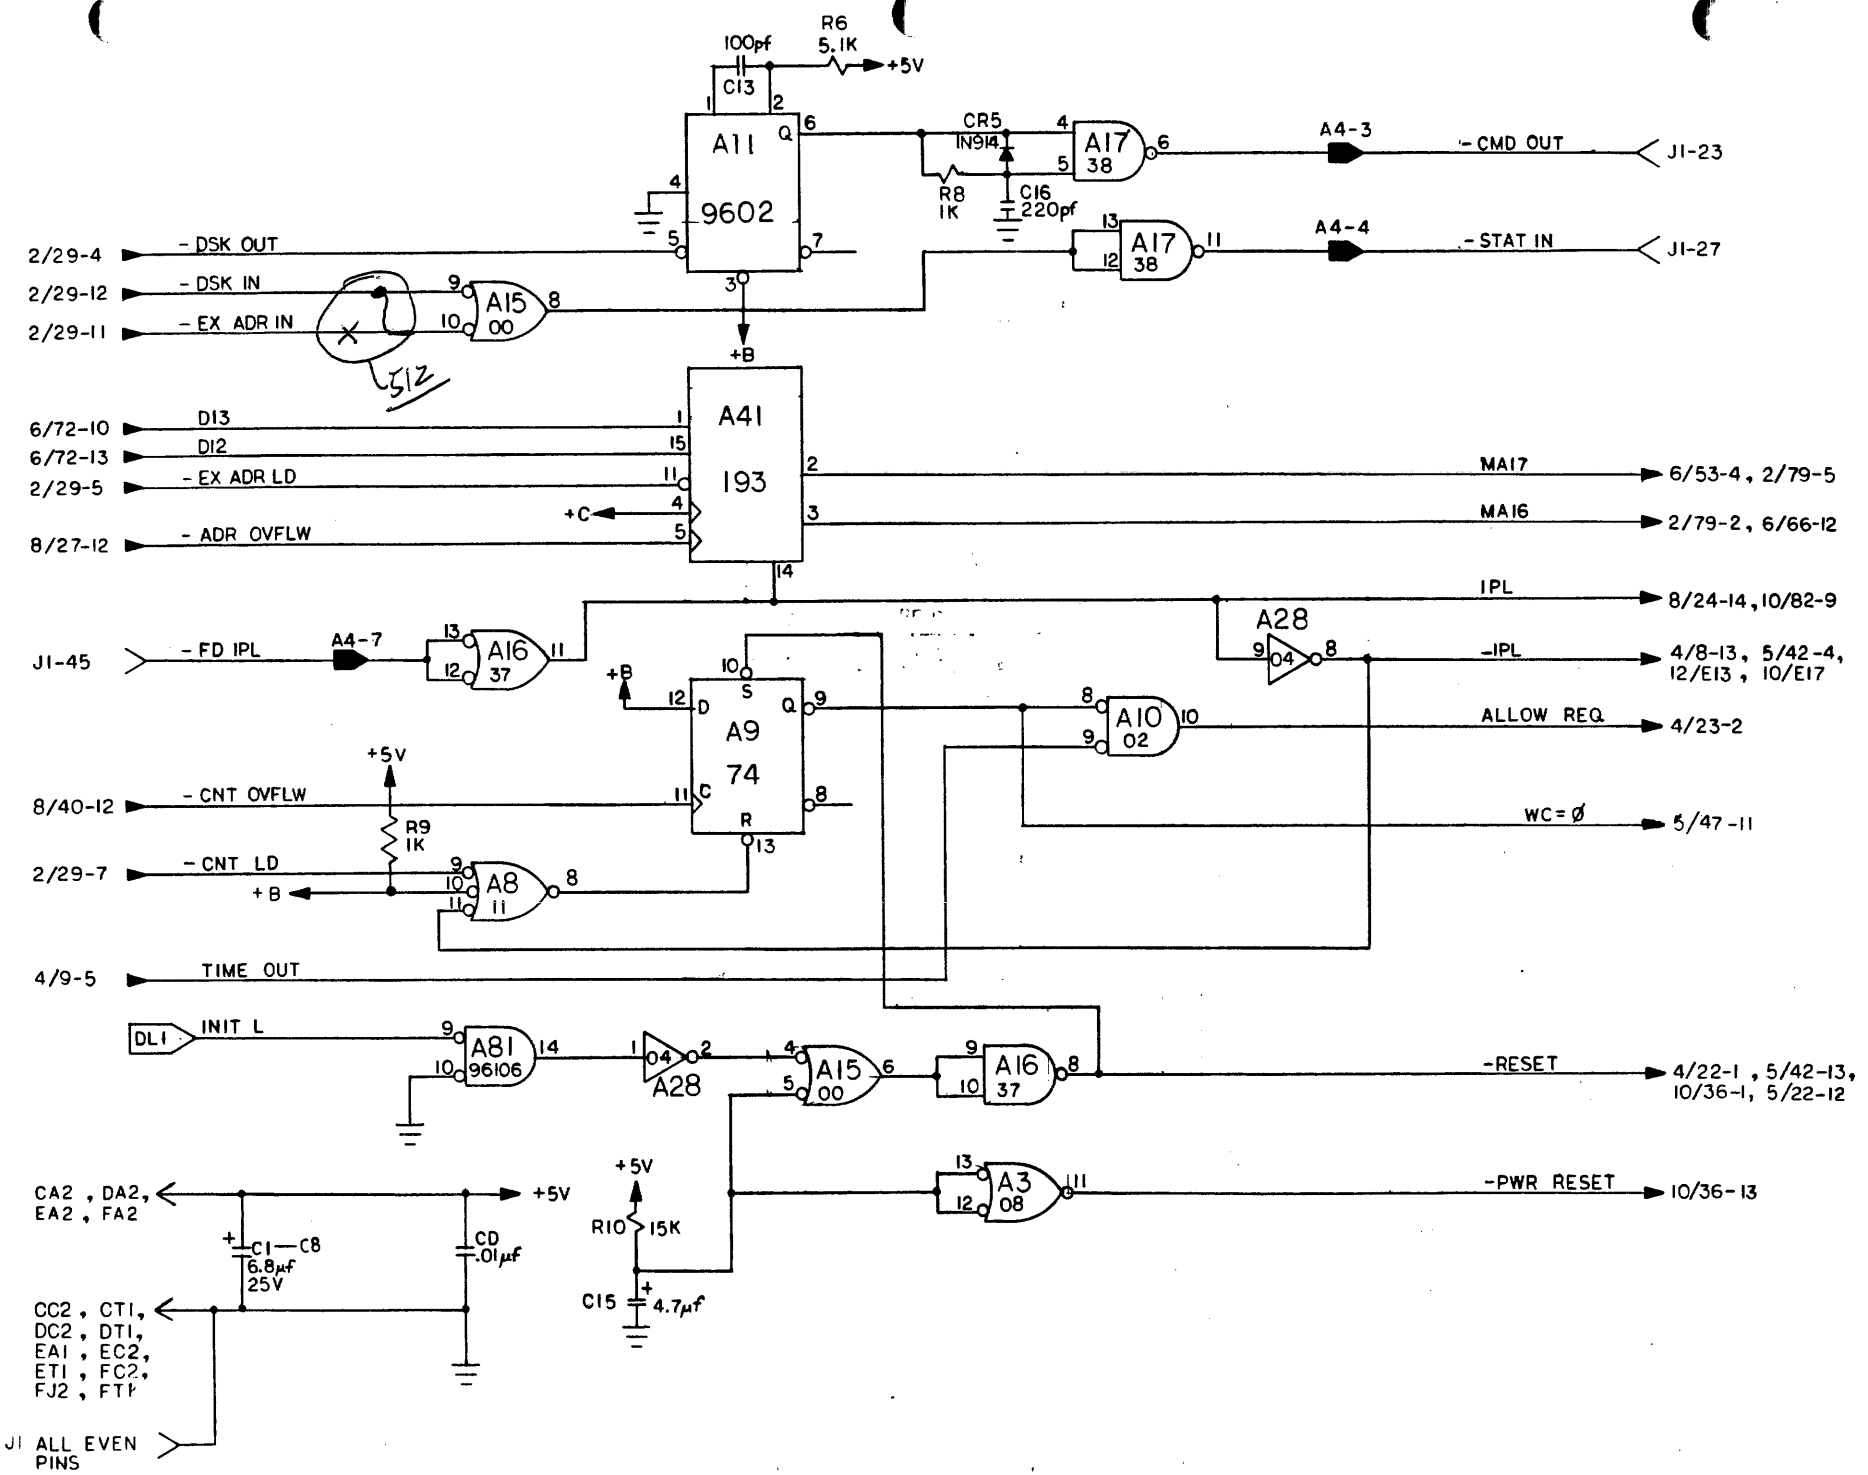 R6
100pf 5.1K
+5V
C13
1 2
A11 Q 6
4
9602
5 7
3
+B
CR5
1N914
4
A17 6
38
5
R8
1K
C16
220pf
A4-3
-CMD OUT
J1-23
13
A17 11
38
12
A4-4
-STAT IN
J1-27
2/29-4 -DSK OUT
2/29-12 -DSK IN
9
A15 8
00
10
2/29-11 -EX ADR IN
X
512
6/72-10 D13 1
6/72-13 D12 15
2/29-5 -EX ADR LD 11
+C 4
8/27-12 -ADR OVFLW 5
A41
193
2 MA17 6/53-4, 2/79-5
3 MA16 2/79-2, 6/66-12
14
IPL 8/24-14,10/82-9
J1-45 -FD IPL A4-7
13
A16 11
37
12
A28
9 04 8
-IPL 4/8-13, 5/42-4,
12/E13, 10/E17
10
S
+B
12 D Q 9
A9
74
11 C 8
R
13
8
A10 10
02
9
ALLOW REQ 4/23-2
WC=Ø 5/47-11
+5V
8/40-12 -CNT OVFLW
R9
1K
2/29-7 -CNT LD
9
+B 10 A8 8
11 11
4/9-5 TIME OUT
DL1 INIT L
9
A81 14
96106
10
1 04 2
A28
4
A15 6
00
5
9
A16 8
37
10
-RESET 4/22-1, 5/42-13,
10/36-1, 5/22-12
13
A3 11
08
12
-PWR RESET 10/36-13
CA2, DA2,
EA2, FA2
+5V
+ C1-C8
6.8µf
25V
CD
.01µf
+5V
R10 15K
+
C15 4.7µf
CC2, CT1,
DC2, DT1,
EA1, EC2,
ET1, FC2,
FJ2, FT1
J1 ALL EVEN
PINS